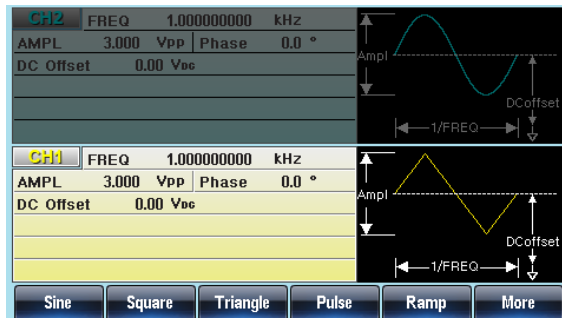 CH2 FREQ 1.000000000 kHz
AMPL 3.000 Vpp Phase 0.0 °
DC Offset 0.00 VDC
Ampl
DCoffset
1/FREQ
CH1 FREQ 1.000000000 kHz
AMPL 3.000 Vpp Phase 0.0 °
DC Offset 0.00 VDC
Ampl
DCoffset
1/FREQ
Sine Square Triangle Pulse Ramp More